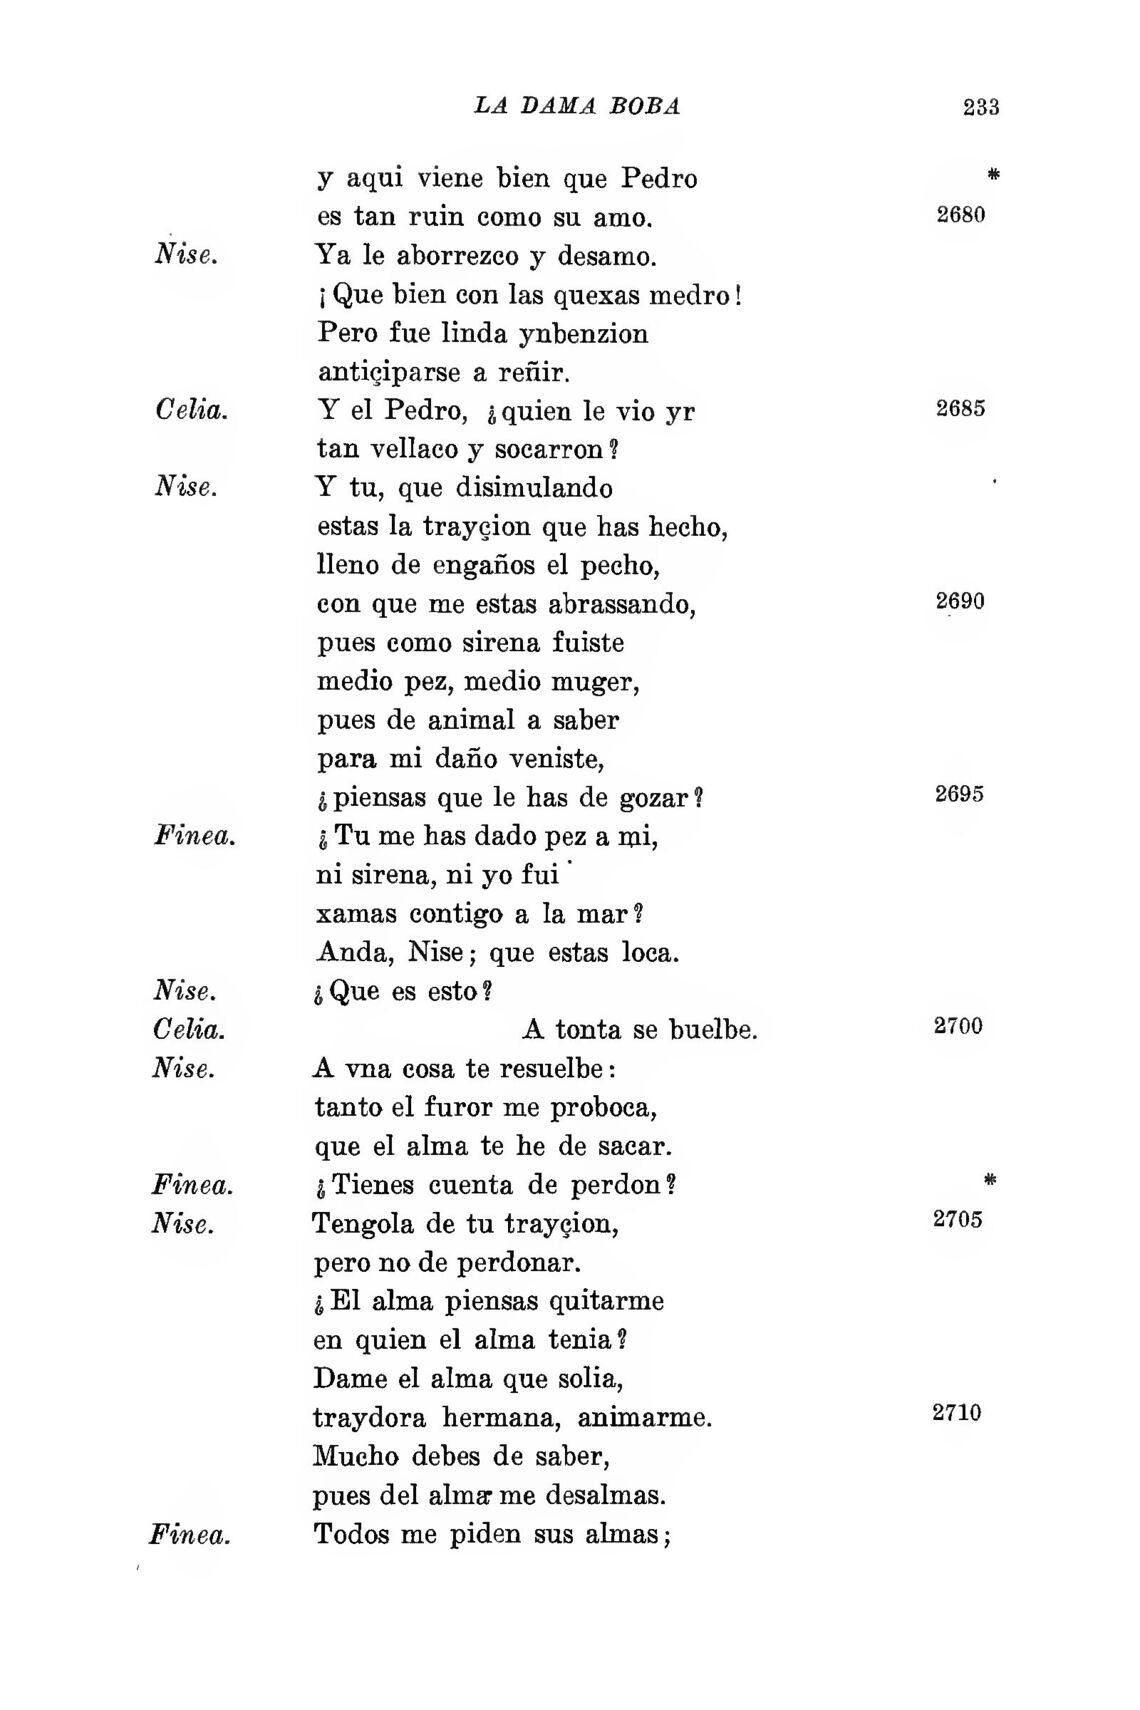 LA DAMA BOBA 233
y aqui viene bien que Pedro *
es tan ruin como su amo. 2680
Nise. Ya le aborrezco y desamo.
¡Que bien con las quexas medro!
Pero fue linda ynbenzion
antiçiparse a reñir.
Celia. Y el Pedro, ¿quien le vio yr 2685
tan vellaco y socarron?
Nise. Y tu, que disimulando
estas la trayçion que has hecho,
lleno de engaños el pecho,
con que me estas abrassando, 2690
pues como sirena fuiste
medio pez, medio muger,
pues de animal a saber
para mi daño veniste,
¿piensas que le has de gozar? 2695
Finea. ¿Tu me has dado pez a mi,
ni sirena, ni yo fui
xamas contigo a la mar?
Anda, Nise; que estas loca.
Nise. ¿Que es esto?
Celia. A tonta se buelbe. 2700
Nise. A vna cosa te resuelbe:
tanto el furor me proboca,
que el alma te he de sacar.
Finea. ¿Tienes cuenta de perdon? *
Nise. Tengola de tu trayçion, 2705
pero no de perdonar.
¿El alma piensas quitarme
en quien el alma tenia?
Dame el alma que solia,
traydora hermana, animarme. 2710
Mucho debes de saber,
pues del alma me desalmas.
Finea. Todos me piden sus almas;